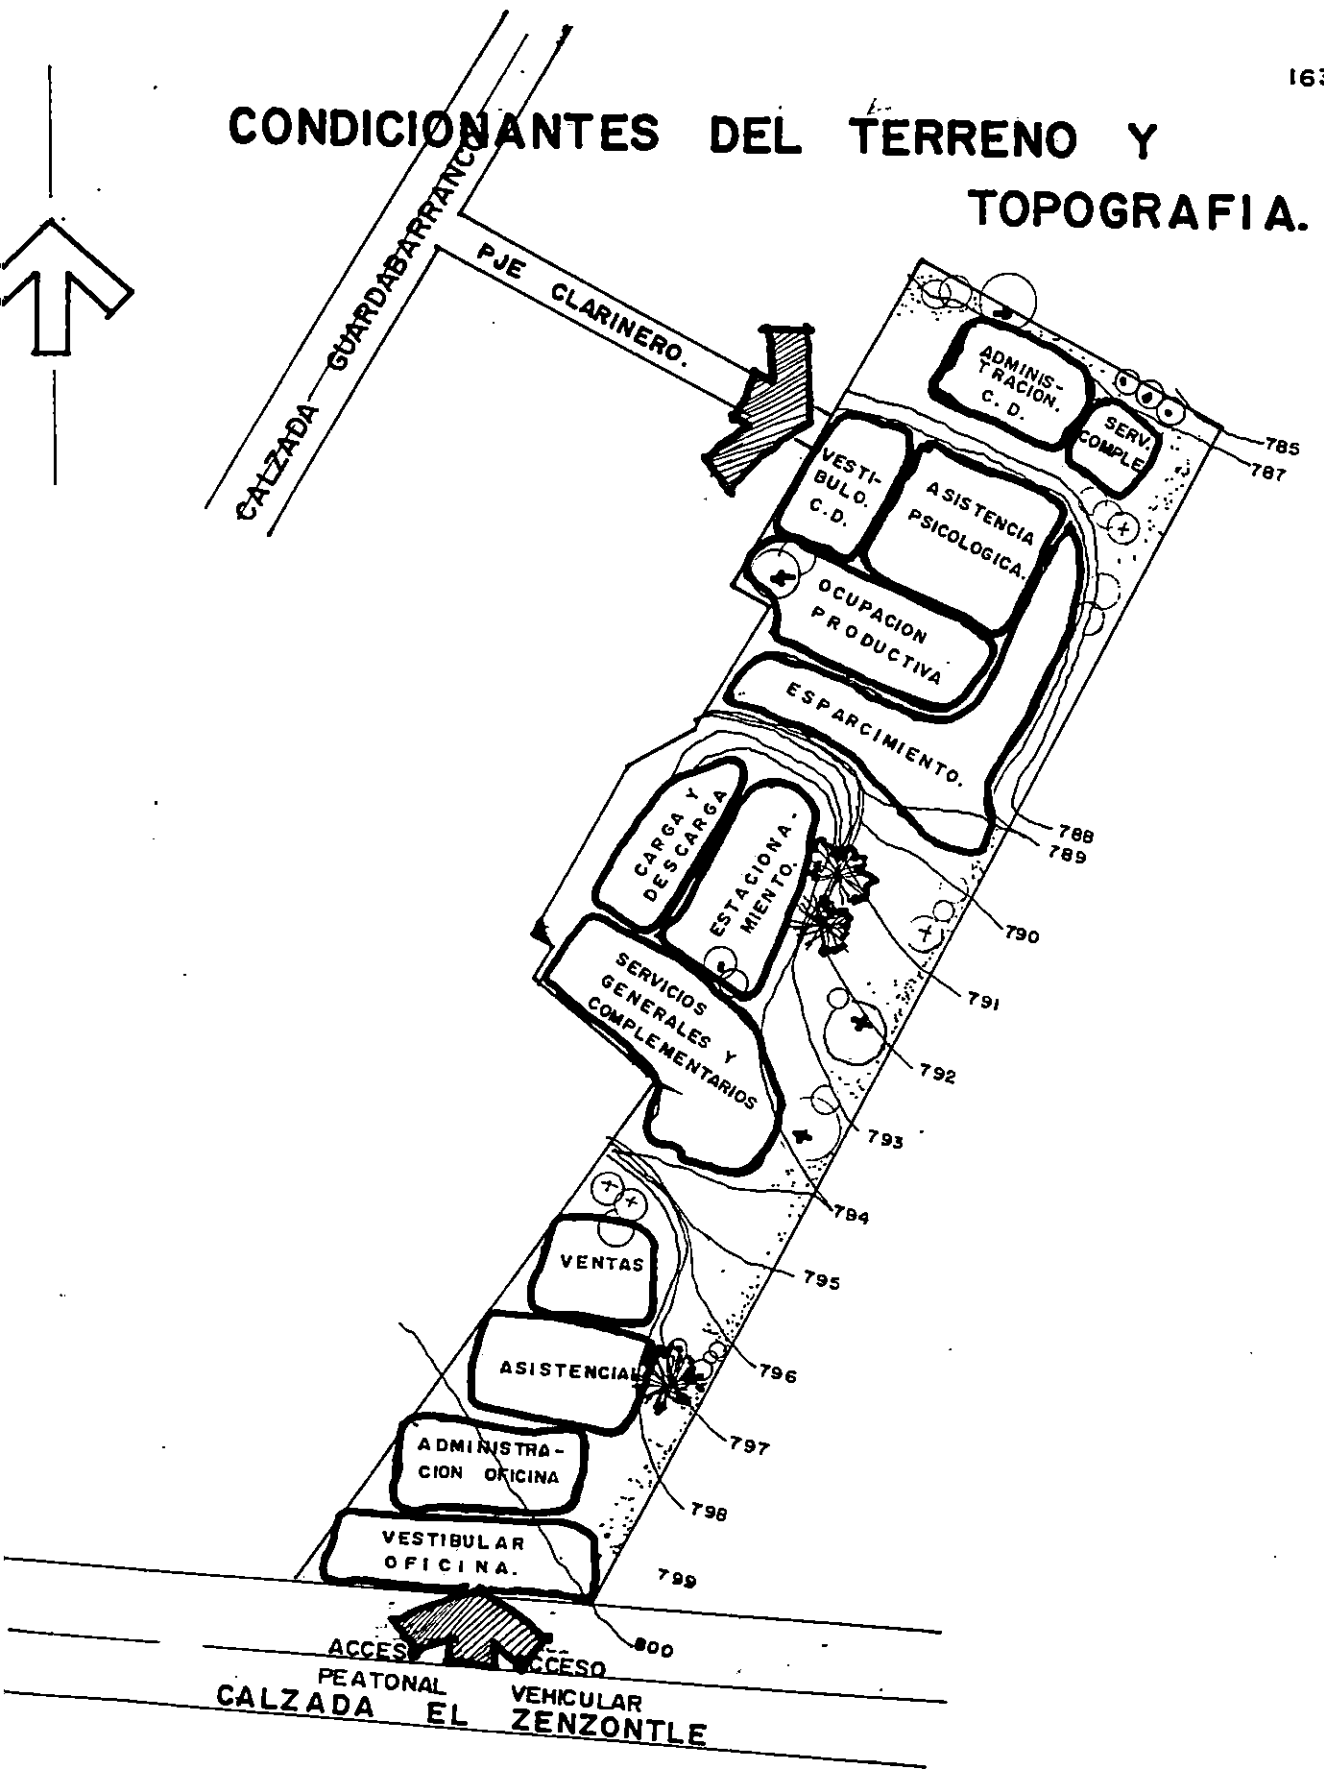 163
CONDICIONANTES DEL TERRENO Y
TOPOGRAFIA.
CALZADA GUARDABARRANCO
PJE CLARINERO.
ADMINIS-
TRACION.
C. D.
SERV.
COMPLE.
785
787
VESTI-
BULO.
C.D.
ASISTENCIA
PSICOLOGICA.
OCUPACION
PRODUCTIVA
ESPARCIMIENTO.
788
789
CARGA Y
DESCARGA
ESTACIONA-
MIENTO.
790
791
SERVICIOS
GENERALES Y
COMPLEMENTARIOS
792
793
794
VENTAS
795
ASISTENCIAL
796
797
ADMINISTRA-
CION OFICINA
798
VESTIBULAR
OFICINA.
799
800
ACCES
PEATONAL
CCESO
VEHICULAR
CALZADA EL ZENZONTLE